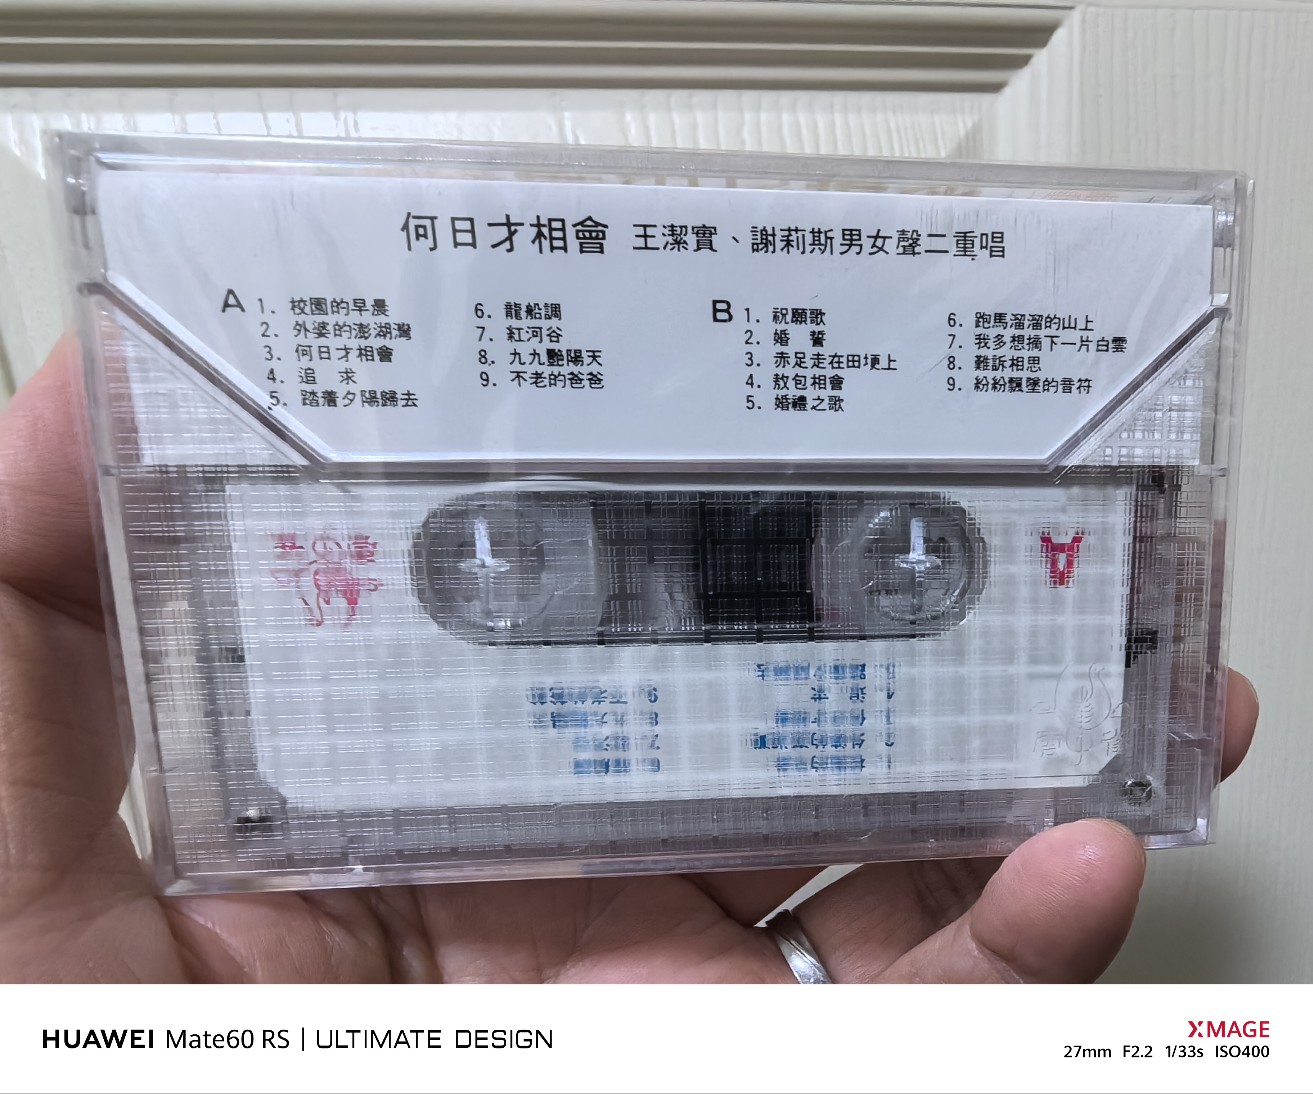 何日才相會 王潔實、謝莉斯男女聲二重唱
A
1. 校園的早晨
2. 外婆的澎湖灣
3. 何日才相會
4. 追 求
5. 踏着夕陽歸去
6. 龍船調
7. 紅河谷
8. 九九艷陽天
9. 不老的爸爸
B
1. 祝願歌
2. 婚 誓
3. 赤足走在田埂上
4. 敖包相會
5. 婚禮之歌
6. 跑馬溜溜的山上
7. 我多想摘下一片白雲
8. 難訴相思
9. 紛紛飄墜的音符
A
HUAWEI Mate60 RS | ULTIMATE DESIGN
XMAGE
27mm F2.2 1/33s ISO400